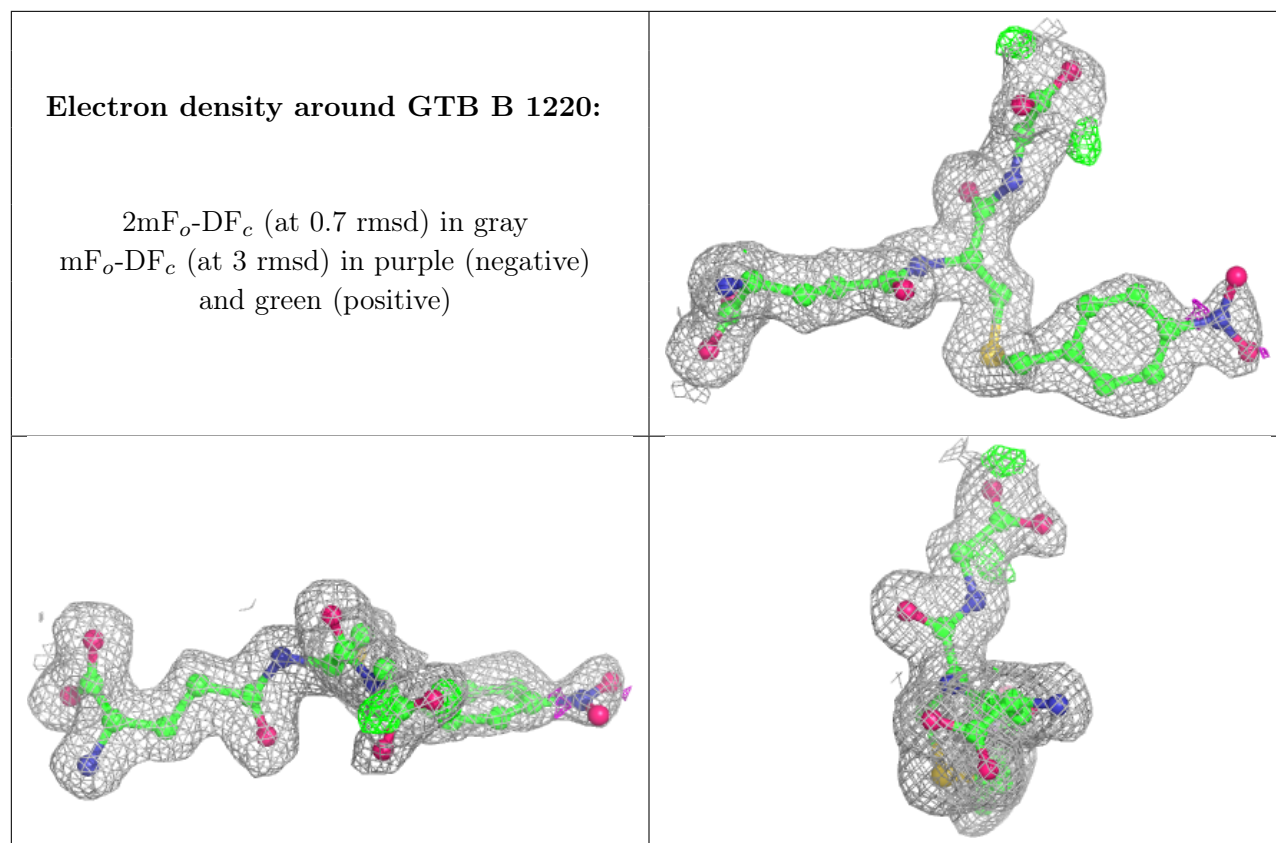 Electron density around GTB B 1220:
2mFo-DFc (at 0.7 rmsd) in gray
mFo-DFc (at 3 rmsd) in purple (negative)
and green (positive)